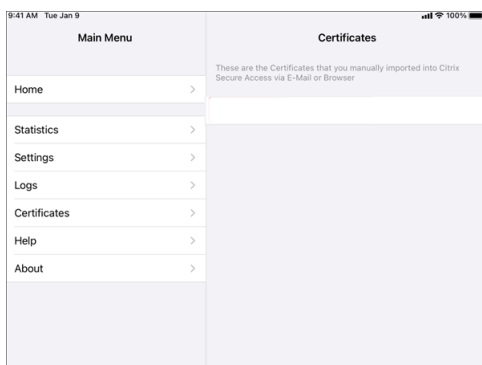 9:41 AM Tue Jan 9
100%
Main Menu
Certificates
These are the Certificates that you manually imported into Citrix
Secure Access via E-Mail or Browser
Home
Statistics
Settings
Logs
Certificates
Help
About